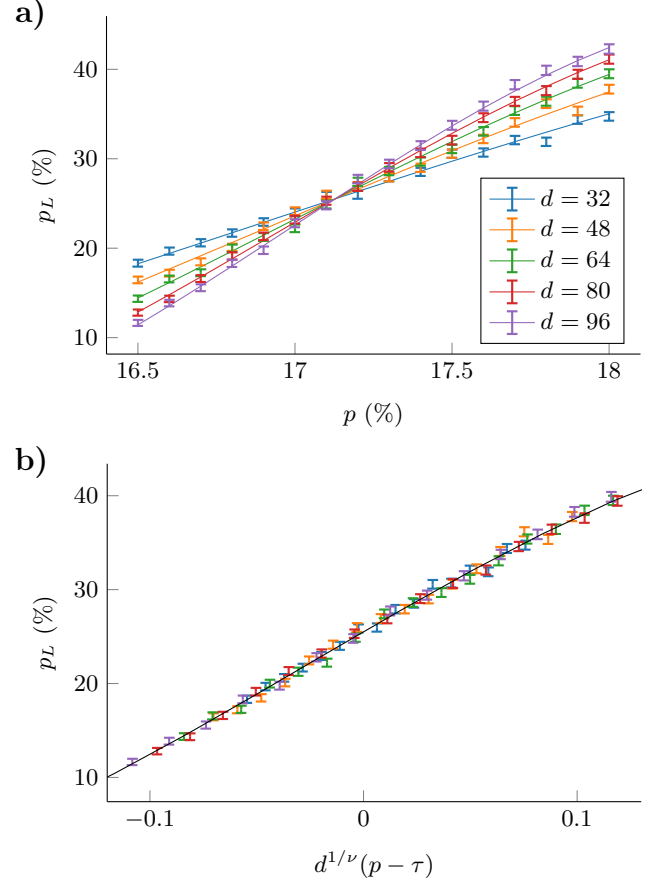 a)
40
30
20
10
p_L (%)
16.5
17
17.5
18
p (%)
d = 32
d = 48
d = 64
d = 80
d = 96
b)
40
30
20
10
p_L (%)
−0.1
0
0.1
d^{1/ν}(p − τ)